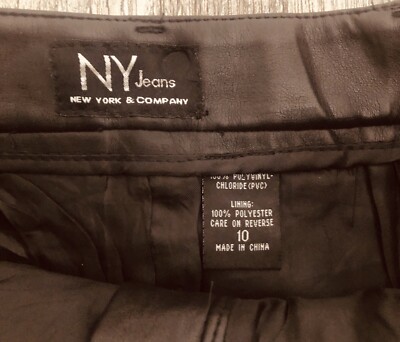 NY Jeans
NEW YORK & COMPANY
100% POLYVINYL-
CHLORIDE (PVC)
LINING:
100% POLYESTER
CARE ON REVERSE
10
MADE IN CHINA